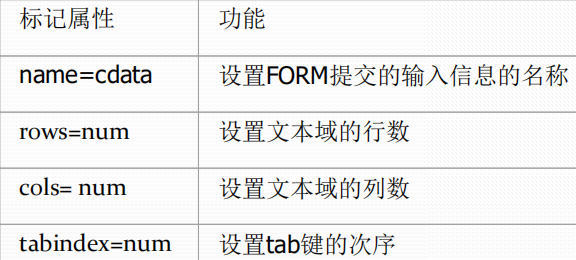 标记属性 功能
name=cdata 设置FORM提交的输入信息的名称
rows=num 设置文本域的行数
cols= num 设置文本域的列数
tabindex=num 设置tab键的次序